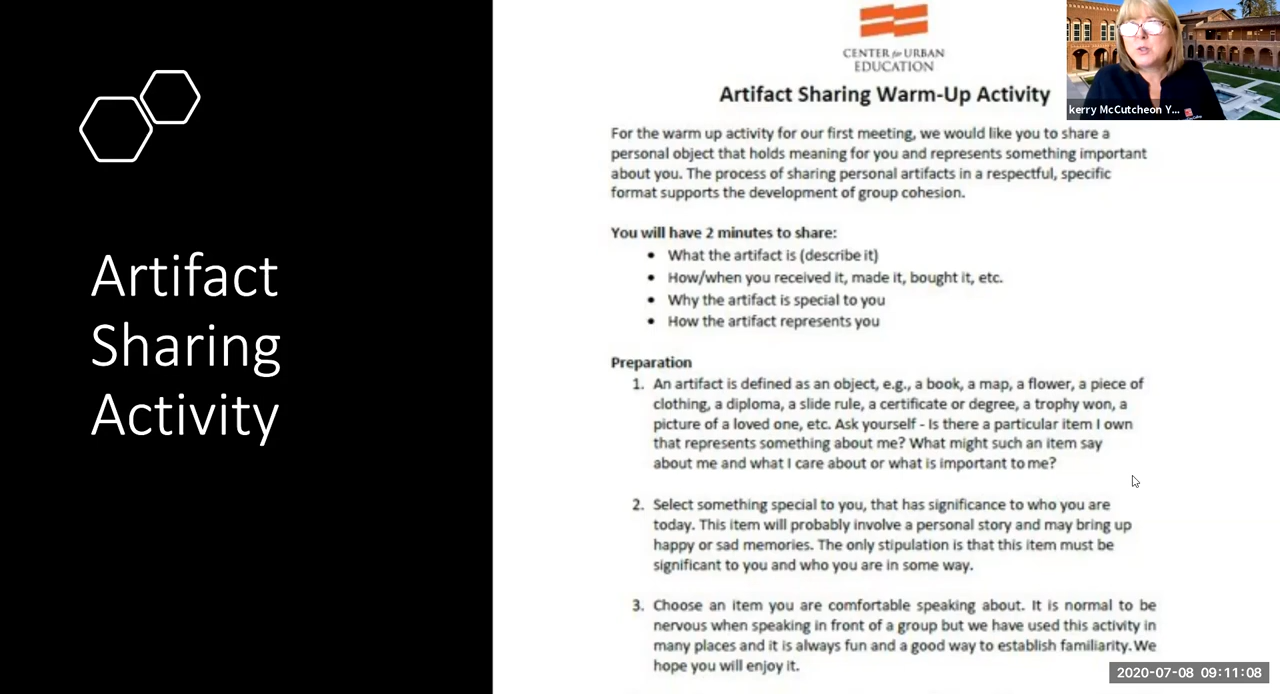 Artifact
Sharing
Activity
CENTER for URBAN
EDUCATION
Artifact Sharing Warm-Up Activity
For the warm up activity for our first meeting, we would like you to share a
personal object that holds meaning for you and represents something important
about you. The process of sharing personal artifacts in a respectful, specific
format supports the development of group cohesion.
You will have 2 minutes to share:
• What the artifact is (describe it)
• How/when you received it, made it, bought it, etc.
• Why the artifact is special to you
• How the artifact represents you
Preparation
1. An artifact is defined as an object, e.g., a book, a map, a flower, a piece of
clothing, a diploma, a slide rule, a certificate or degree, a trophy won, a
picture of a loved one, etc. Ask yourself - Is there a particular item I own
that represents something about me? What might such an item say
about me and what I care about or what is important to me?
2. Select something special to you, that has significance to who you are
today. This item will probably involve a personal story and may bring up
happy or sad memories. The only stipulation is that this item must be
significant to you and who you are in some way.
3. Choose an item you are comfortable speaking about. It is normal to be
nervous when speaking in front of a group but we have used this activity in
many places and it is always fun and a good way to establish familiarity. We
hope you will enjoy it.
kerry McCutcheon Y...
2020-07-08 09:11:08